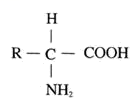 H
R – C – COOH
NH₂